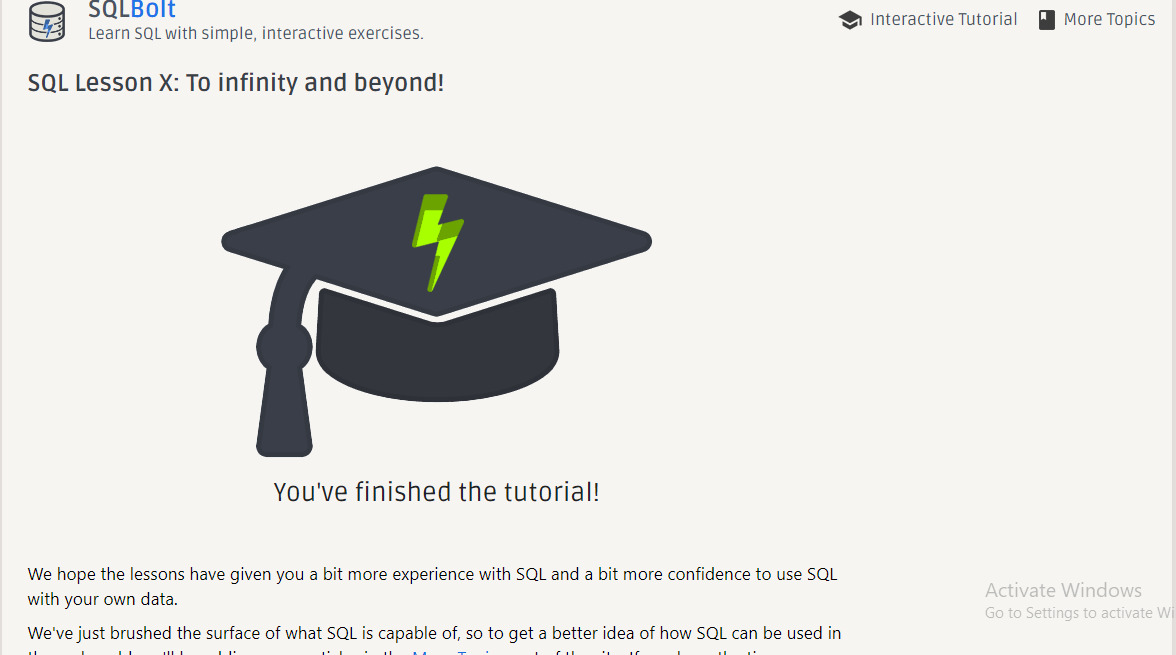 SQLBolt
Learn SQL with simple, interactive exercises.
Interactive Tutorial
More Topics
SQL Lesson X: To infinity and beyond!
You've finished the tutorial!
We hope the lessons have given you a bit more experience with SQL and a bit more confidence to use SQL
with your own data.
We've just brushed the surface of what SQL is capable of, so to get a better idea of how SQL can be used in
Activate Windows
Go to Settings to activate Wi